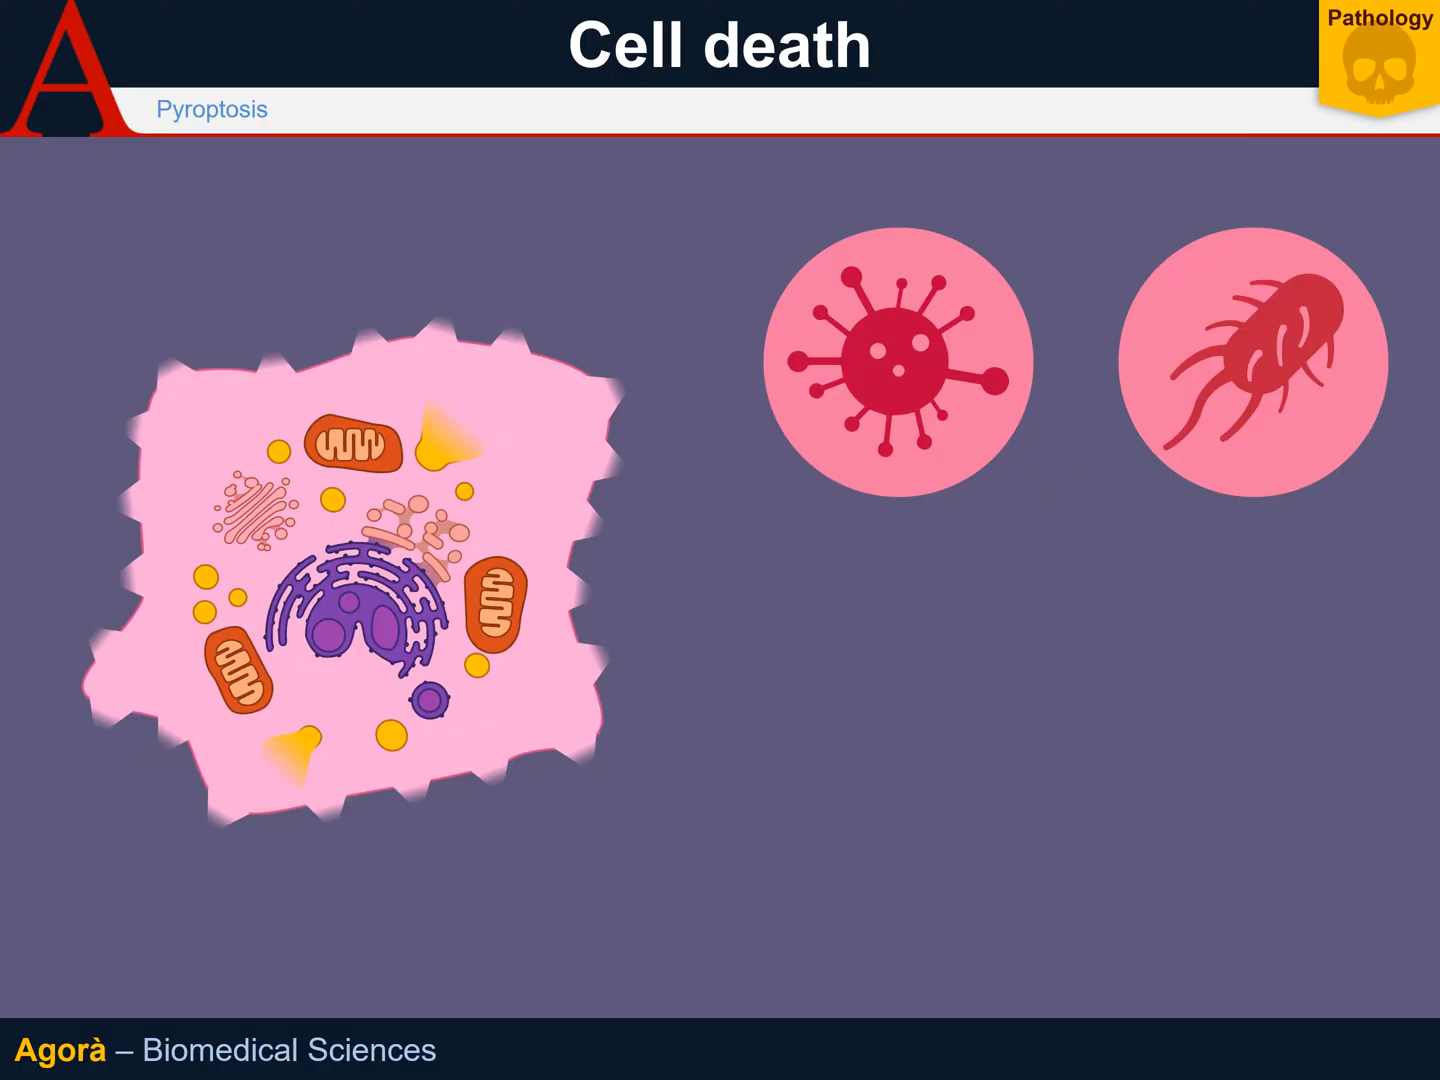 A
Cell death
Pathology
Pyroptosis
Agorà – Biomedical Sciences